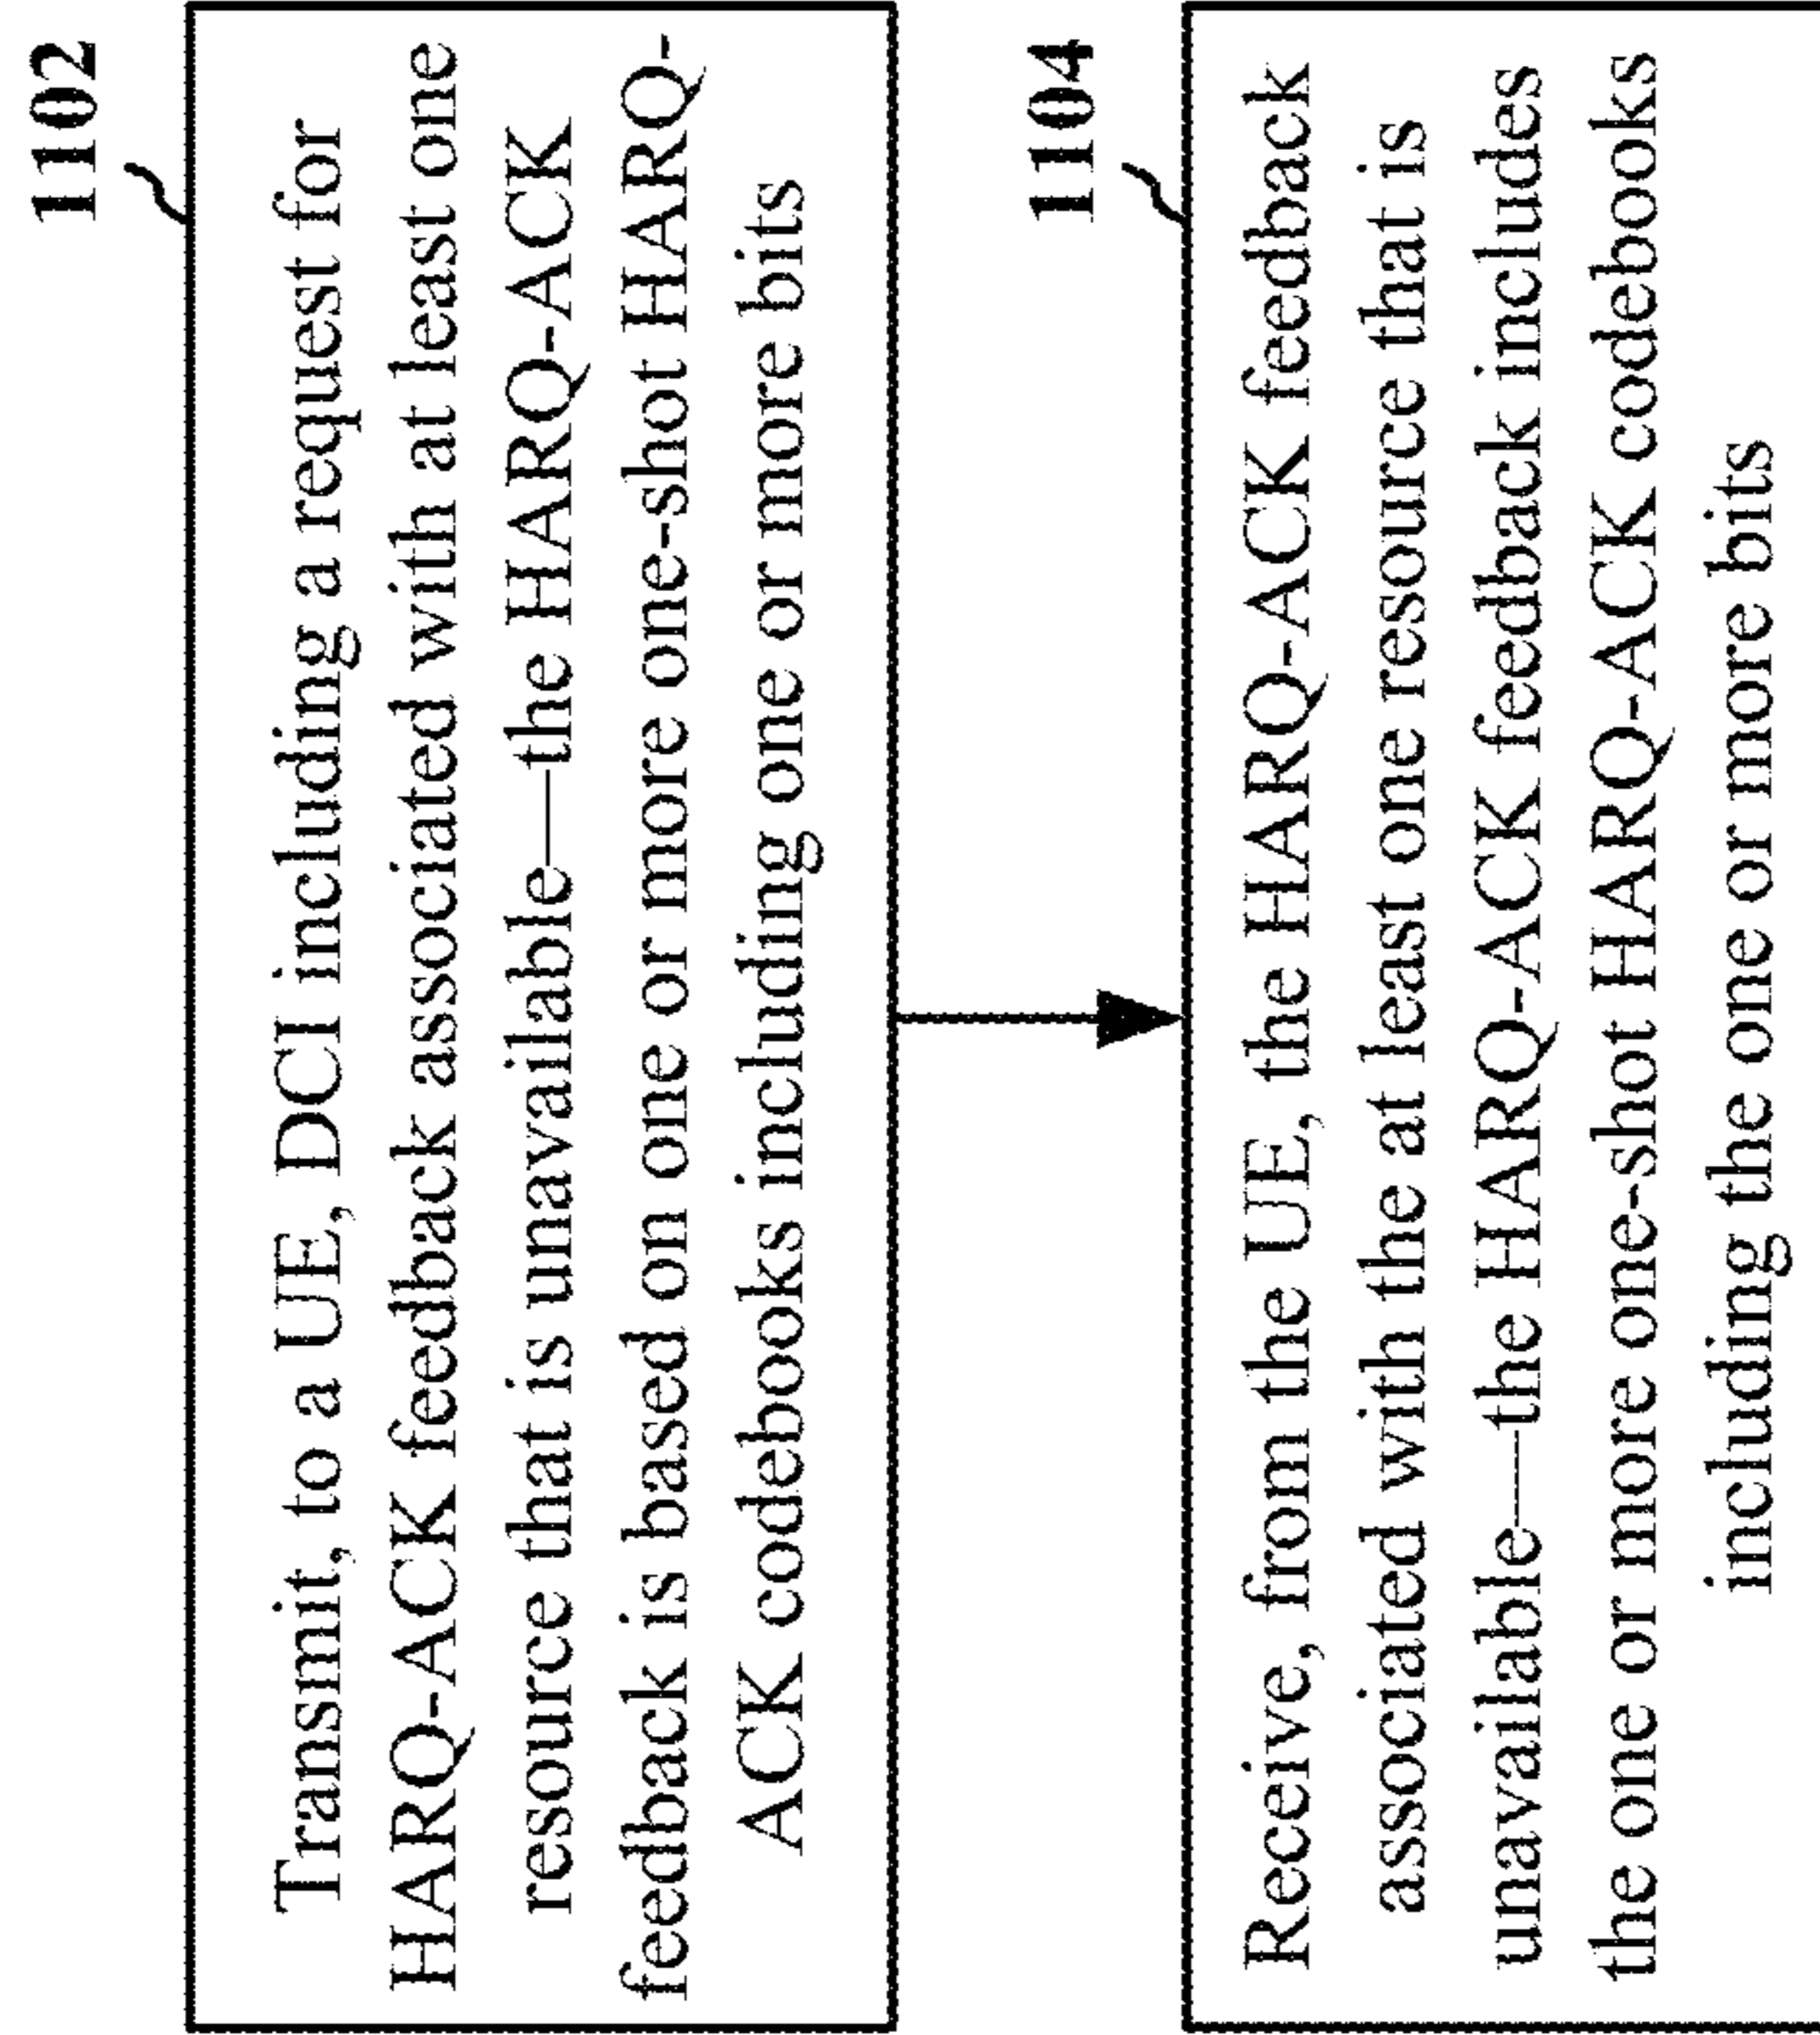 1102
Transmit, to a UE, DCI including a request for
HARQ-ACK feedback associated with at least one
resource that is unavailable—the HARQ-ACK
feedback is based on one or more one-shot HARQ-
ACK codebooks including one or more bits
1104
Receive, from the UE, the HARQ-ACK feedback
associated with the at least one resource that is
unavailable—the HARQ-ACK feedback includes
the one or more one-shot HARQ-ACK codebooks
including the one or more bits